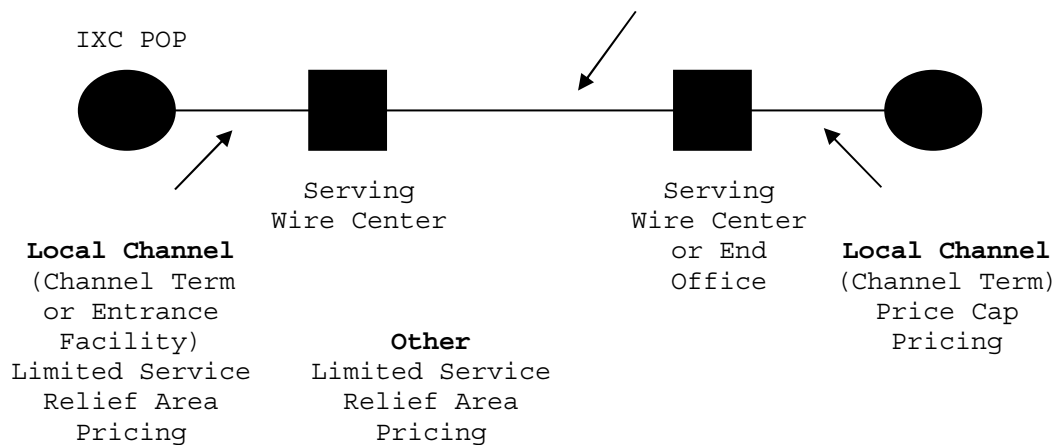 IXC POP
Serving
Wire Center
Serving
Wire Center
or End
Office
Local Channel
(Channel Term
or Entrance
Facility)
Limited Service
Relief Area
Pricing
Other
Limited Service
Relief Area
Pricing
Local Channel
(Channel Term)
Price Cap
Pricing